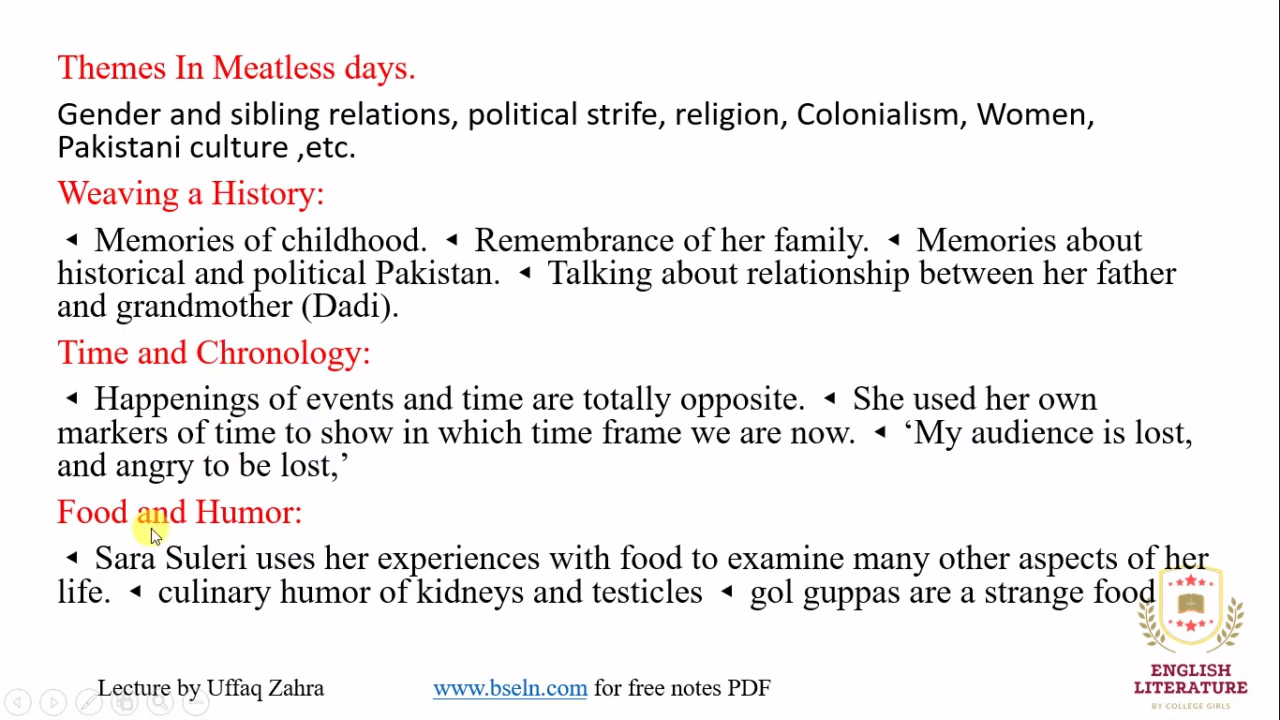 Themes In Meatless days.
Gender and sibling relations, political strife, religion, Colonialism, Women,
Pakistani culture ,etc.
Weaving a History:
◄ Memories of childhood. ◄ Remembrance of her family. ◄ Memories about
historical and political Pakistan. ◄ Talking about relationship between her father
and grandmother (Dadi).
Time and Chronology:
◄ Happenings of events and time are totally opposite. ◄ She used her own
markers of time to show in which time frame we are now. ◄ ‘My audience is lost,
and angry to be lost,’
Food and Humor:
◄ Sara Suleri uses her experiences with food to examine many other aspects of her
life. ◄ culinary humor of kidneys and testicles ◄ gol guppas are a strange food
Lecture by Uffaq Zahra
www.bseln.com for free notes PDF
ENGLISH
LITERATURE
BY COLLEGE GIRLS